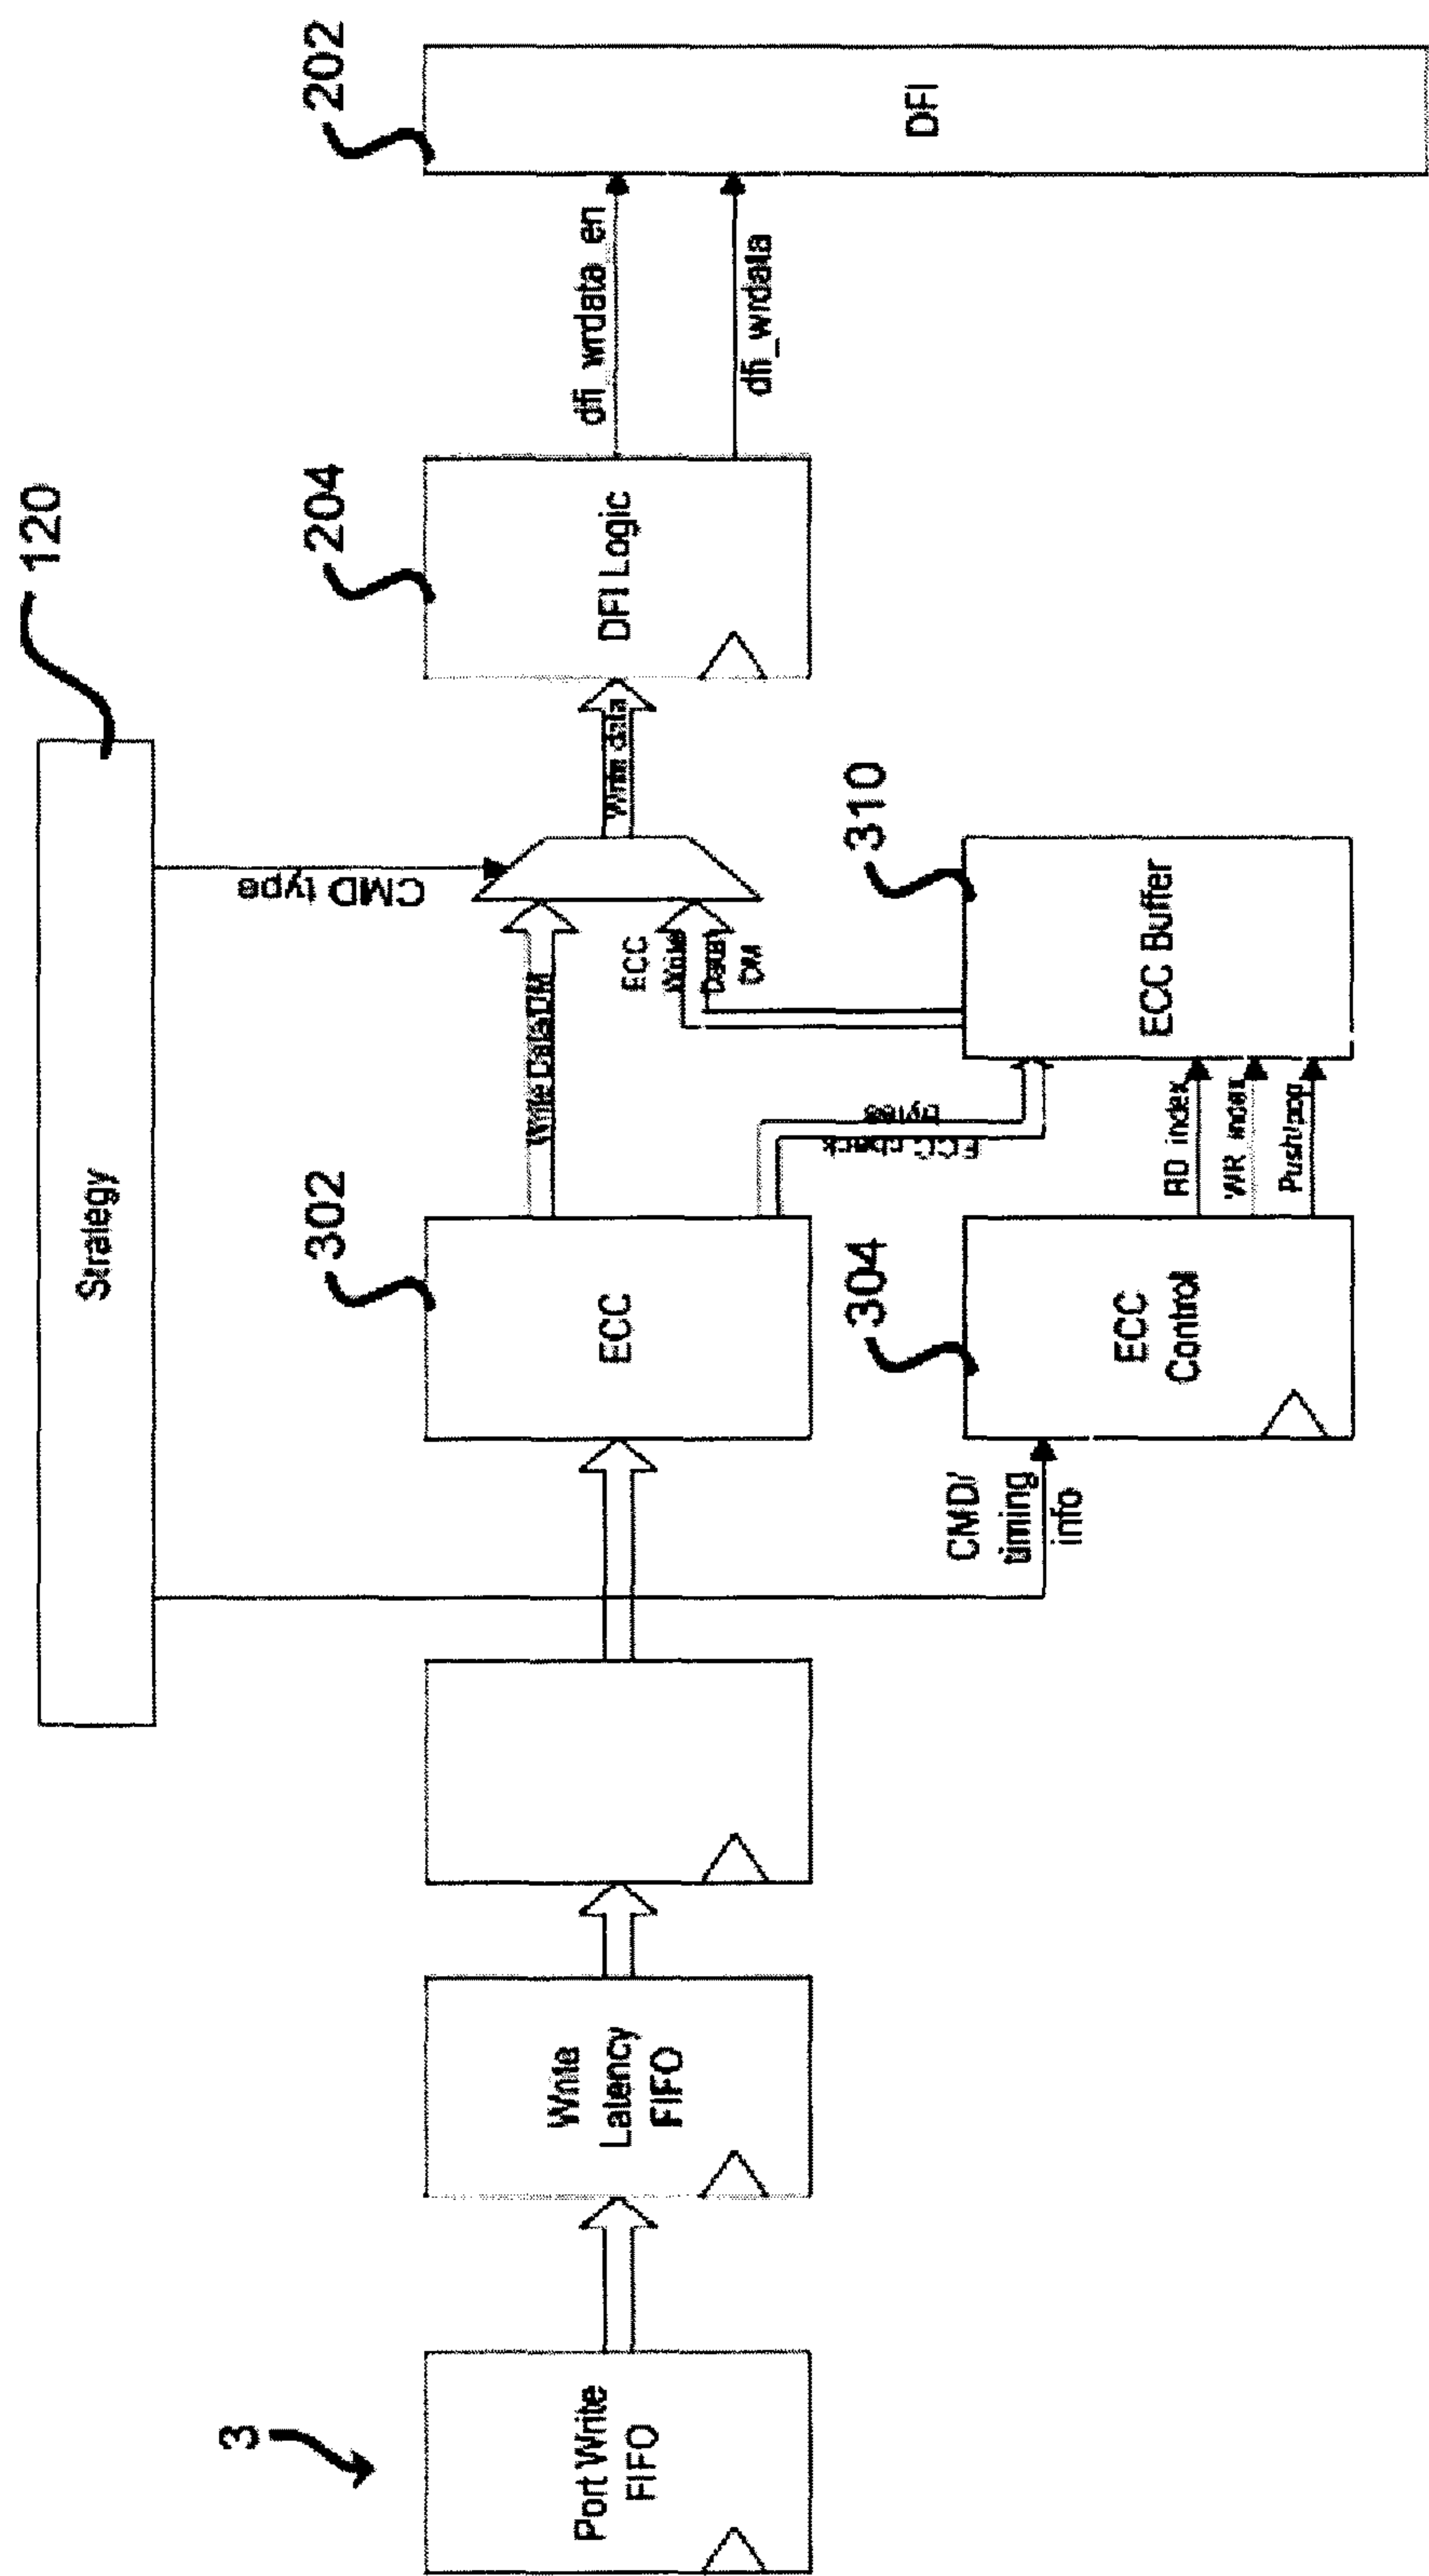 120
Strategy
CMD type
3
Port Write
FIFO
Write
Latency
FIFO
302
ECC
Write Data/DM
ECC
Write
Data/
DM
ECC check
bytes
Write data
204
DFI Logic
dfi_wrdata_en
dfi_wrdata
202
DFI
CMD/
timing
info
304
ECC
Control
RD index
WR index
Push/pop
310
ECC Buffer